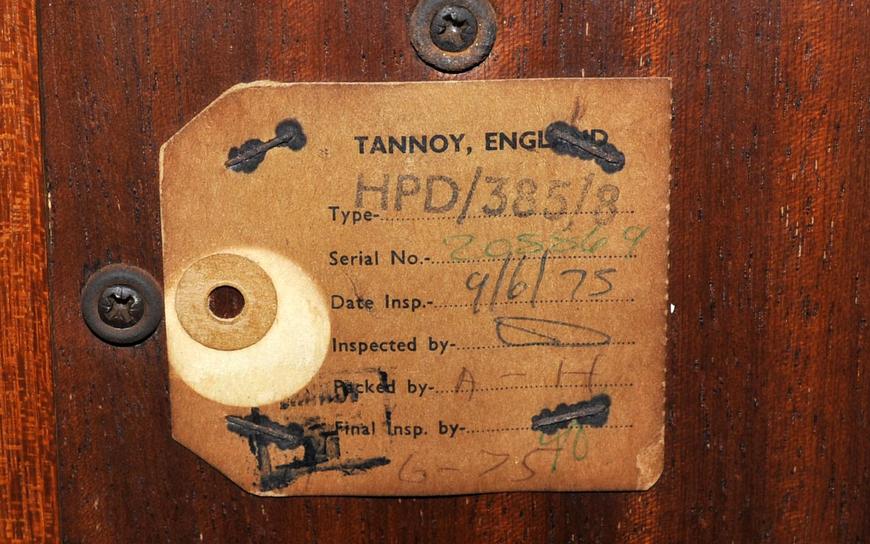 TANNOY, ENGLAND
Type- HPD/385/8
Serial No.- 205569
Date Insp.- 9/6/75
Inspected by-
Packed by- A - H
Final Insp. by-
6-75